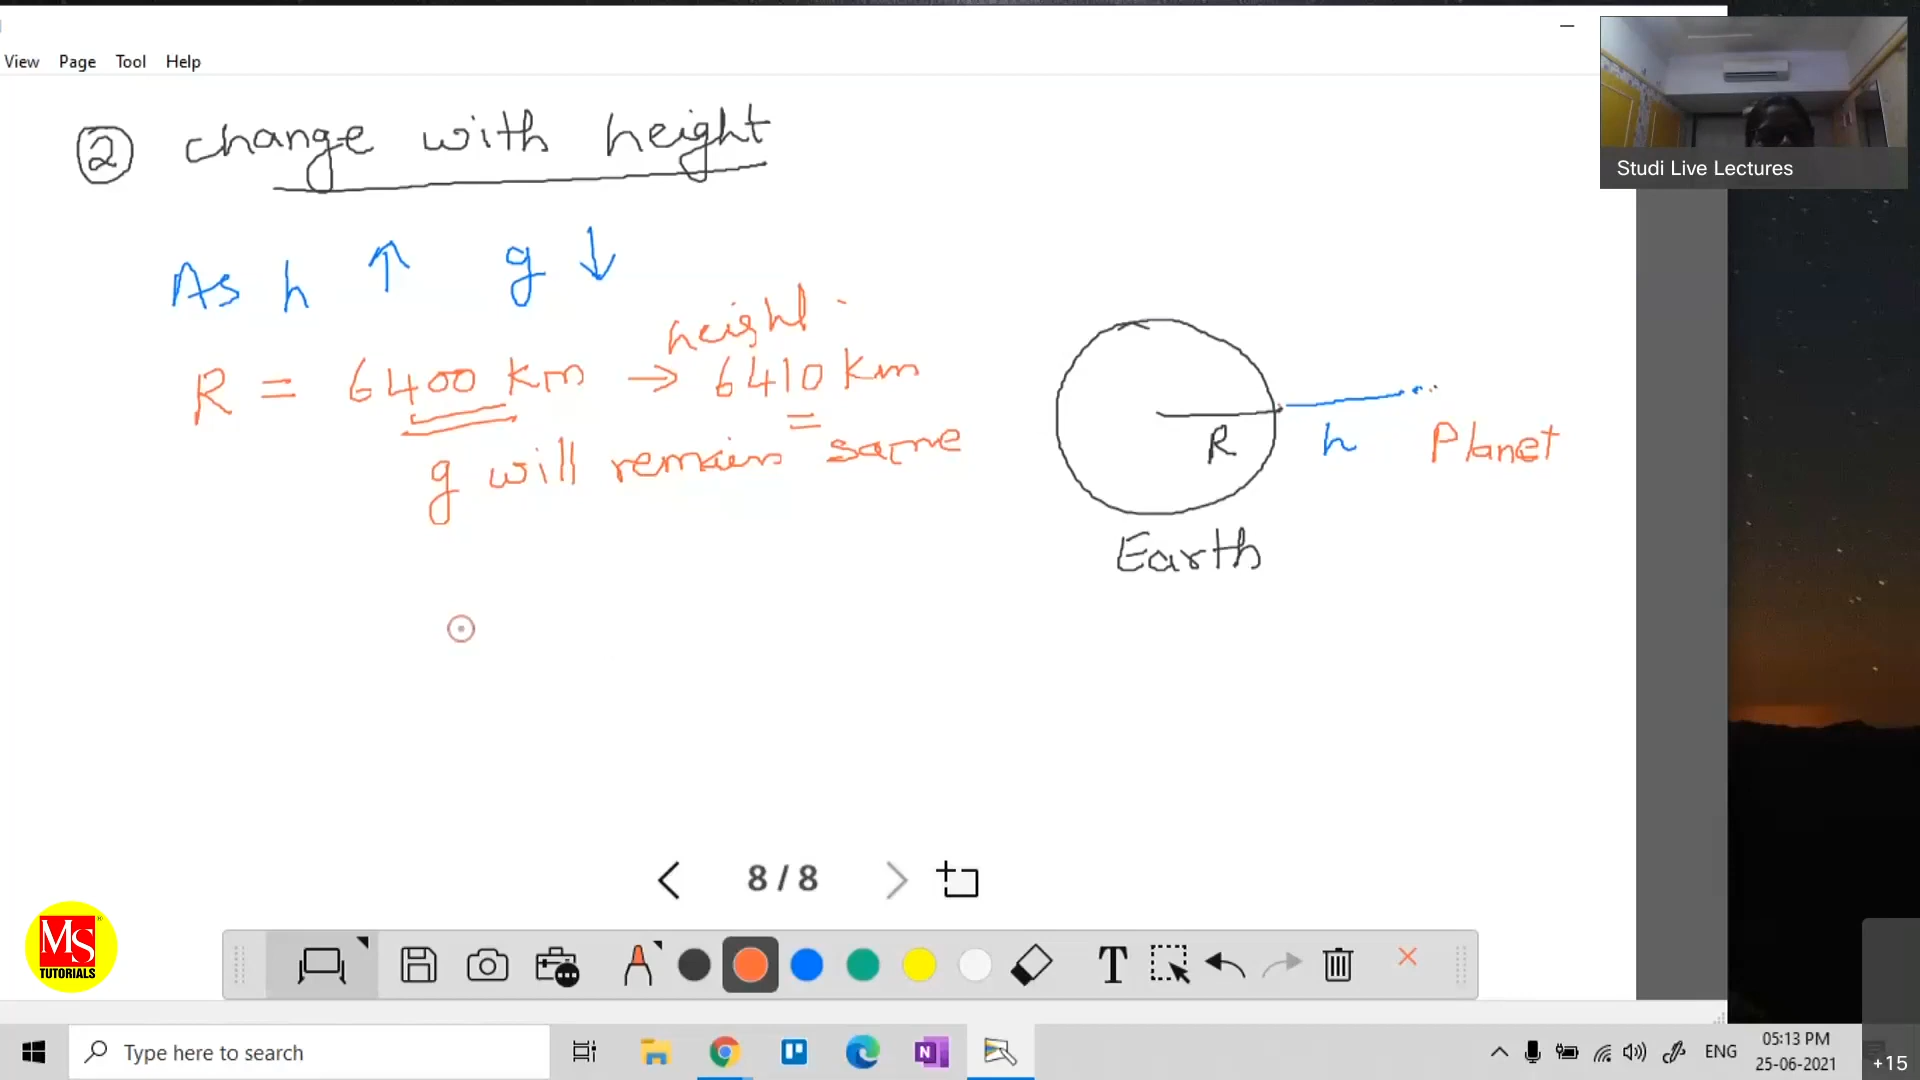 View Page Tool Help
Studi Live Lectures
② change with height
As h ↑ g ↓
height
R = 6400 km → 6410 km
g will remain same
R h Planet
Earth
8 / 8
MS
TUTORIALS
T
Type here to search
N
ENG
05:13 PM
25-06-2021
+15